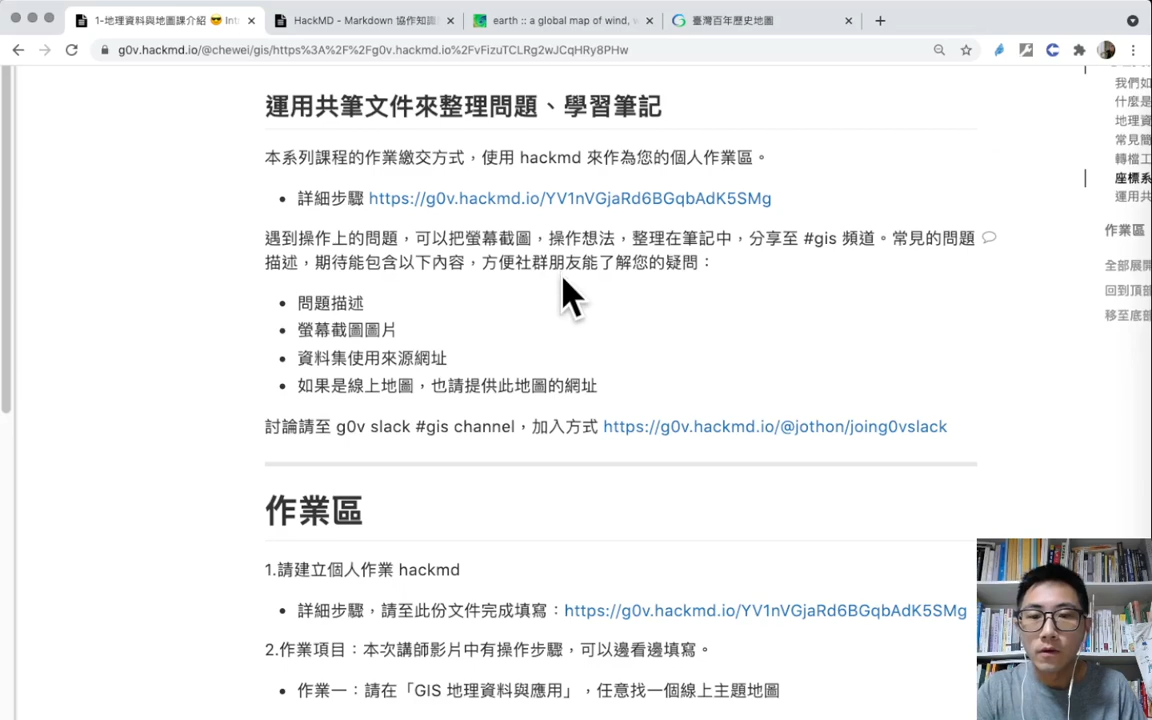 1-地理資料與地圖課介紹 😎 Int
HackMD - Markdown 協作知識
earth :: a global map of wind, w
臺灣百年歷史地圖
g0v.hackmd.io/@chewei/gis/https%3A%2F%2Fg0v.hackmd.io%2FvFizuTCLRg2wJCqHRy8PHw
運用共筆文件來整理問題、學習筆記
本系列課程的作業繳交方式，使用 hackmd 來作為您的個人作業區。
詳細步驟 https://g0v.hackmd.io/YV1nVGjaRd6BGqbAdK5SMg
遇到操作上的問題，可以把螢幕截圖，操作想法，整理在筆記中，分享至 #gis 頻道。常見的問題
描述，期待能包含以下內容，方便社群朋友能了解您的疑問：
問題描述
螢幕截圖圖片
資料集使用來源網址
如果是線上地圖，也請提供此地圖的網址
討論請至 g0v slack #gis channel，加入方式 https://g0v.hackmd.io/@jothon/joing0vslack
作業區
1.請建立個人作業 hackmd
詳細步驟，請至此份文件完成填寫：https://g0v.hackmd.io/YV1nVGjaRd6BGqbAdK5SMg
2.作業項目：本次講師影片中有操作步驟，可以邊看邊填寫。
作業一：請在「GIS 地理資料與應用」，任意找一個線上主題地圖
我們如
什麼是
地理資
常見簡
轉檔工
座標系
運用共
作業區
全部展開
回到頂部
移至底部